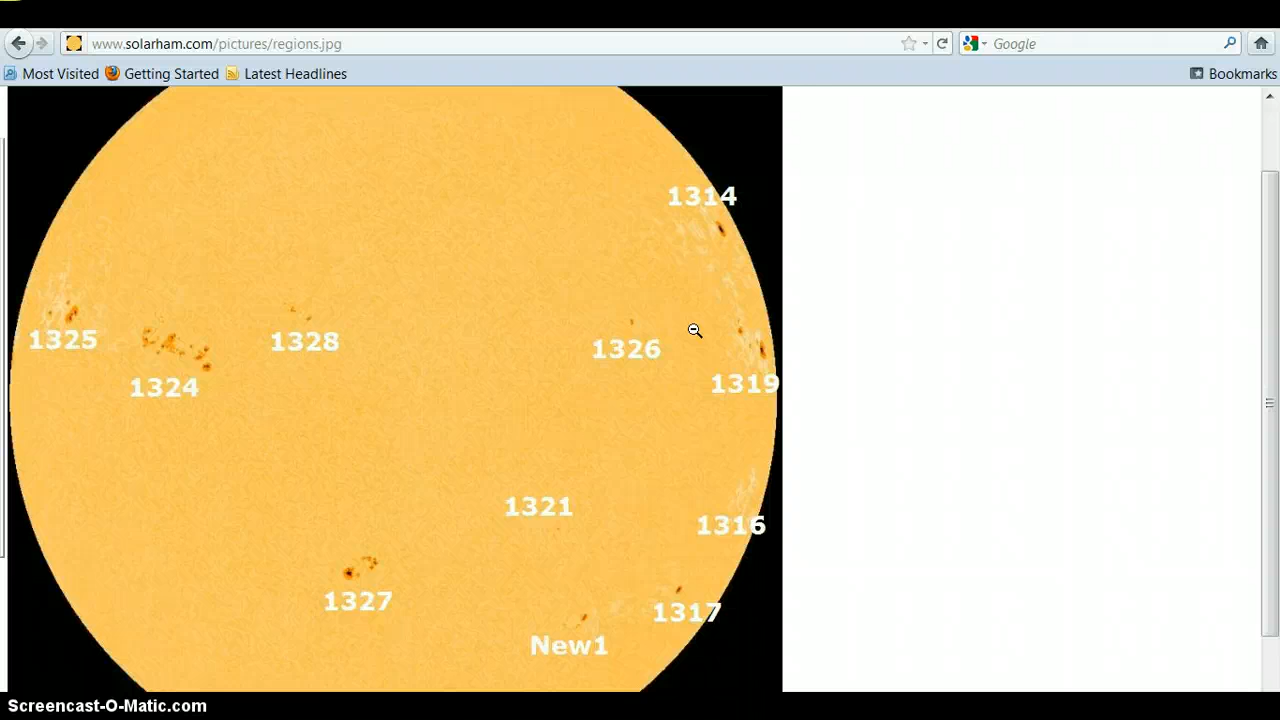 www.solarham.com/pictures/regions.jpg
Google
Most Visited
Getting Started
Latest Headlines
Bookmarks
1314
1325
1328
1326
1324
1319
1321
1316
1327
1317
New1
Screencast-O-Matic.com